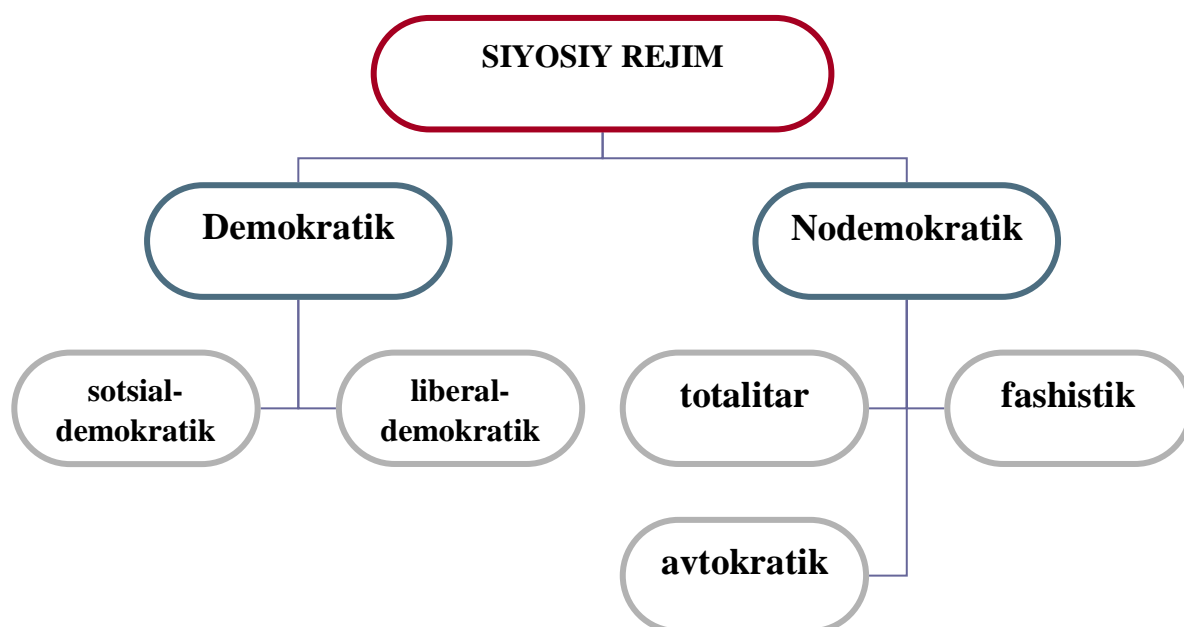 SIYOSIY REJIM
Demokratik
Nodemokratik
sotsial-
demokratik
liberal-
demokratik
totalitar
fashistik
avtokratik